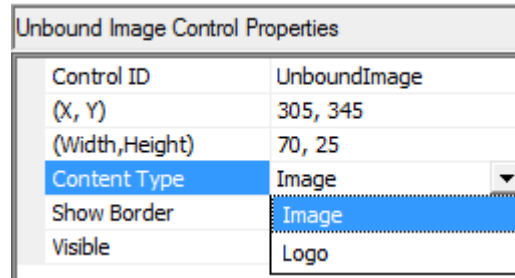 Unbound Image Control Properties
Control ID UnboundImage
(X, Y) 305, 345
(Width,Height) 70, 25
Content Type Image
Show Border Image
Visible Logo